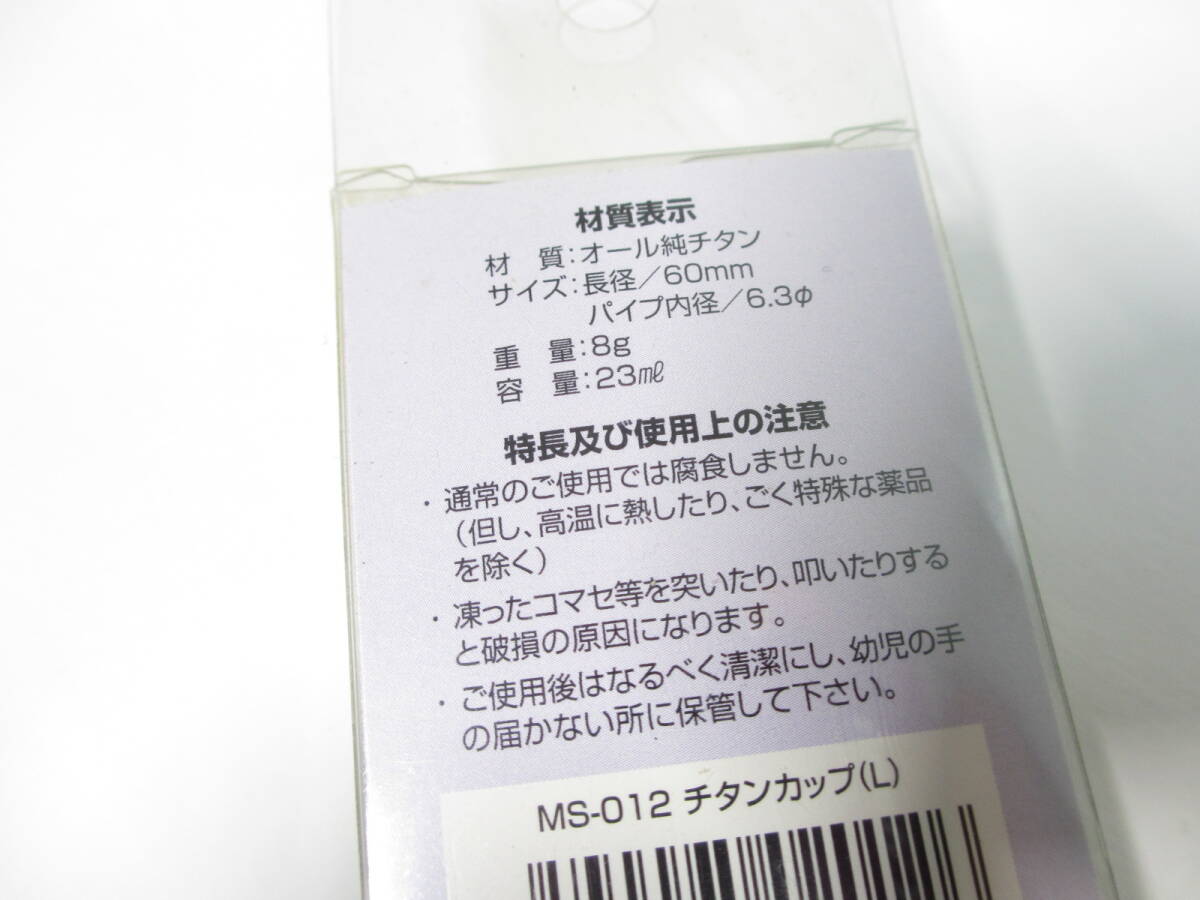 材質表示
材　質：オール純チタン
サイズ：長径／60mm
パイプ内径／6.3φ
重　量：8g
容　量：23㎖
特長及び使用上の注意
・通常のご使用では腐食しません。
（但し、高温に熱したり、ごく特殊な薬品
を除く）
・凍ったコマセ等を突いたり、叩いたりする
と破損の原因になります。
・ご使用後はなるべく清潔にし、幼児の手
の届かない所に保管して下さい。
MS-012 チタンカップ（L）